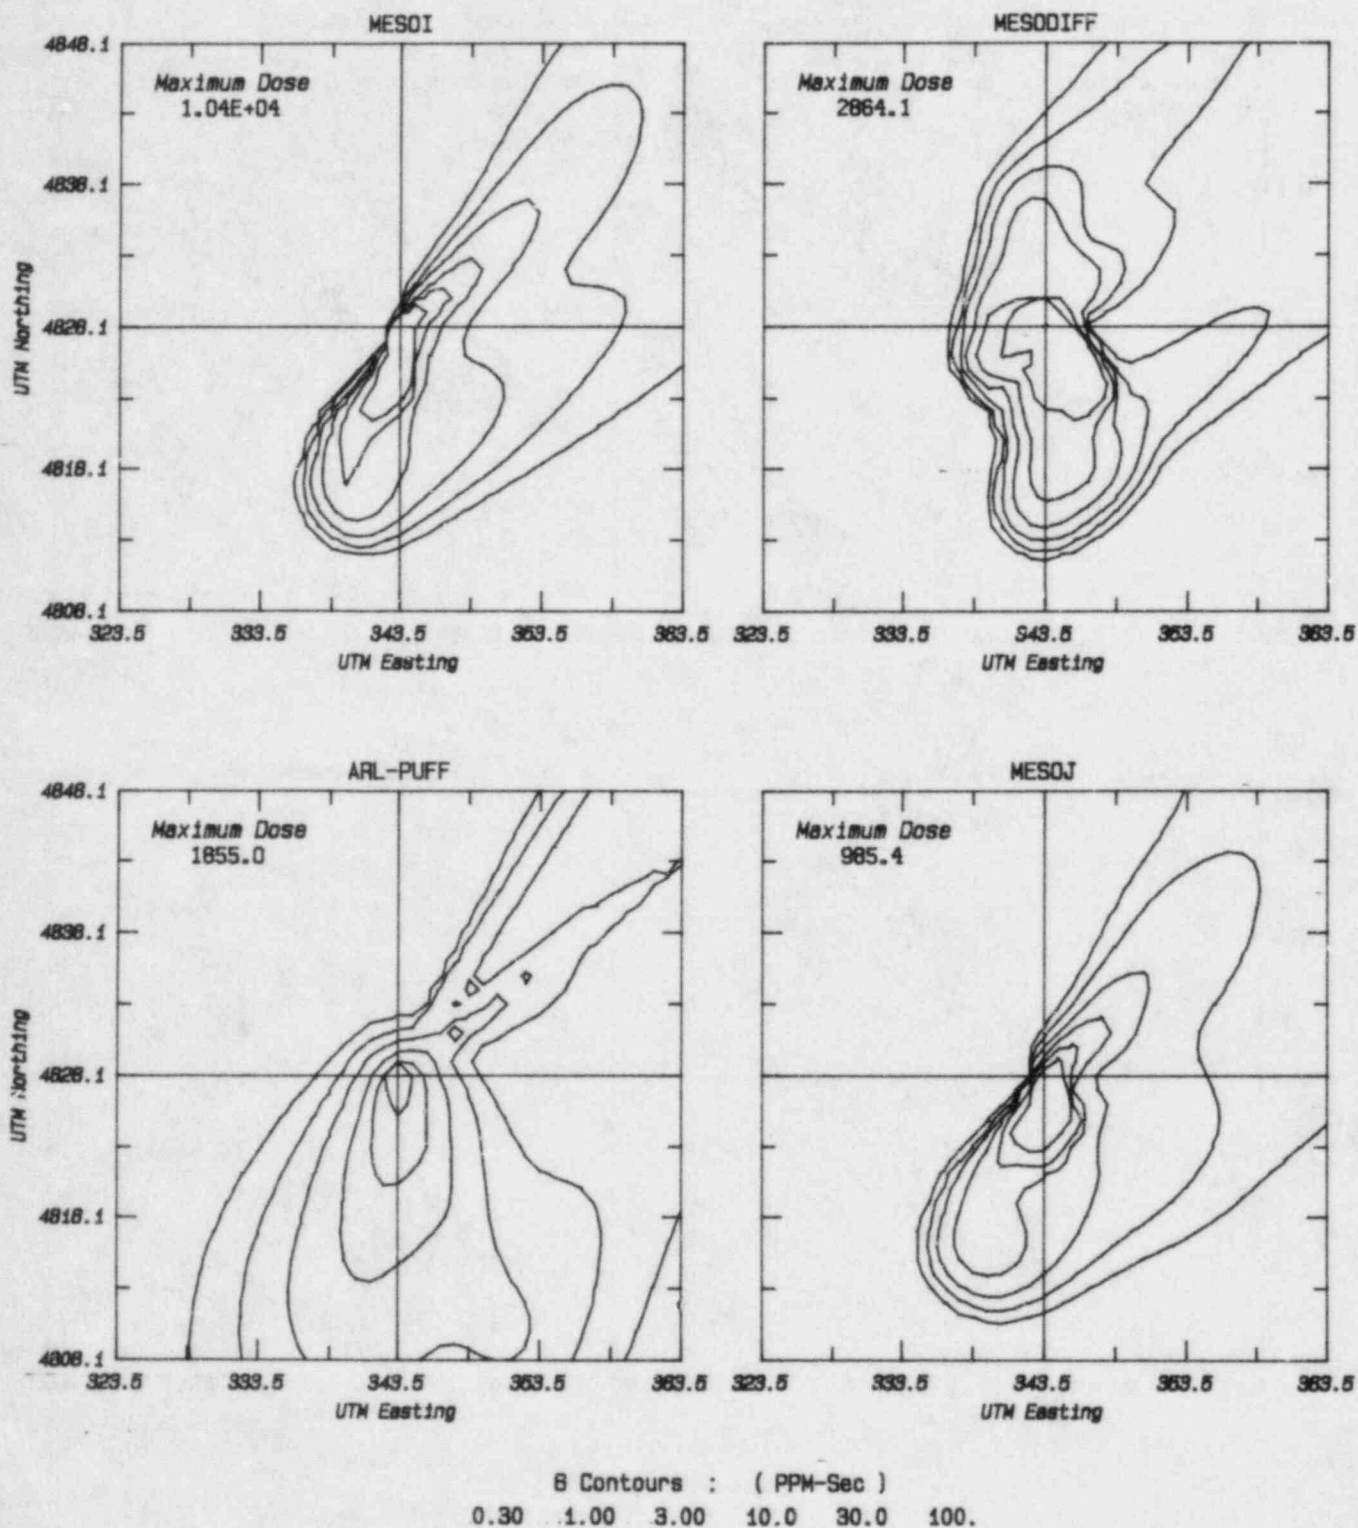 MESOI
Maximum Dose
1.04E+04
4848.1
4838.1
4828.1
4818.1
4808.1
UTM Northing
323.5 333.5 343.5 353.5 363.5
UTM Easting
MESODIFF
Maximum Dose
2864.1
323.5 333.5 343.5 353.5 363.5
UTM Easting
ARL-PUFF
Maximum Dose
1855.0
4848.1
4838.1
4828.1
4818.1
4808.1
UTM Northing
323.5 333.5 343.5 353.5 363.5
UTM Easting
MESOJ
Maximum Dose
985.4
323.5 333.5 343.5 353.5 363.5
UTM Easting
6 Contours : ( PPM-Sec )
0.30 1.00 3.00 10.0 30.0 100.